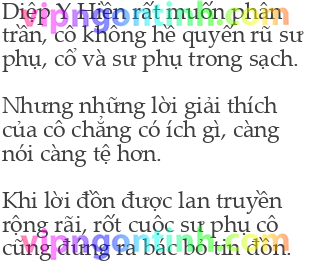 Diệp Y Hiền rất muốn phân
trần, cô không hề quyến rũ sư
phụ, cổ và sư phụ trong sạch.
Nhưng những lời giải thích
của cô chẳng có ích gì, càng
nói càng tệ hơn.
Khi lời đồn được lan truyền
rộng rãi, rốt cuộc sư phụ cô
cũng đứng ra bác bỏ tin đồn.
vipngontinh.com
vipngontinh.com